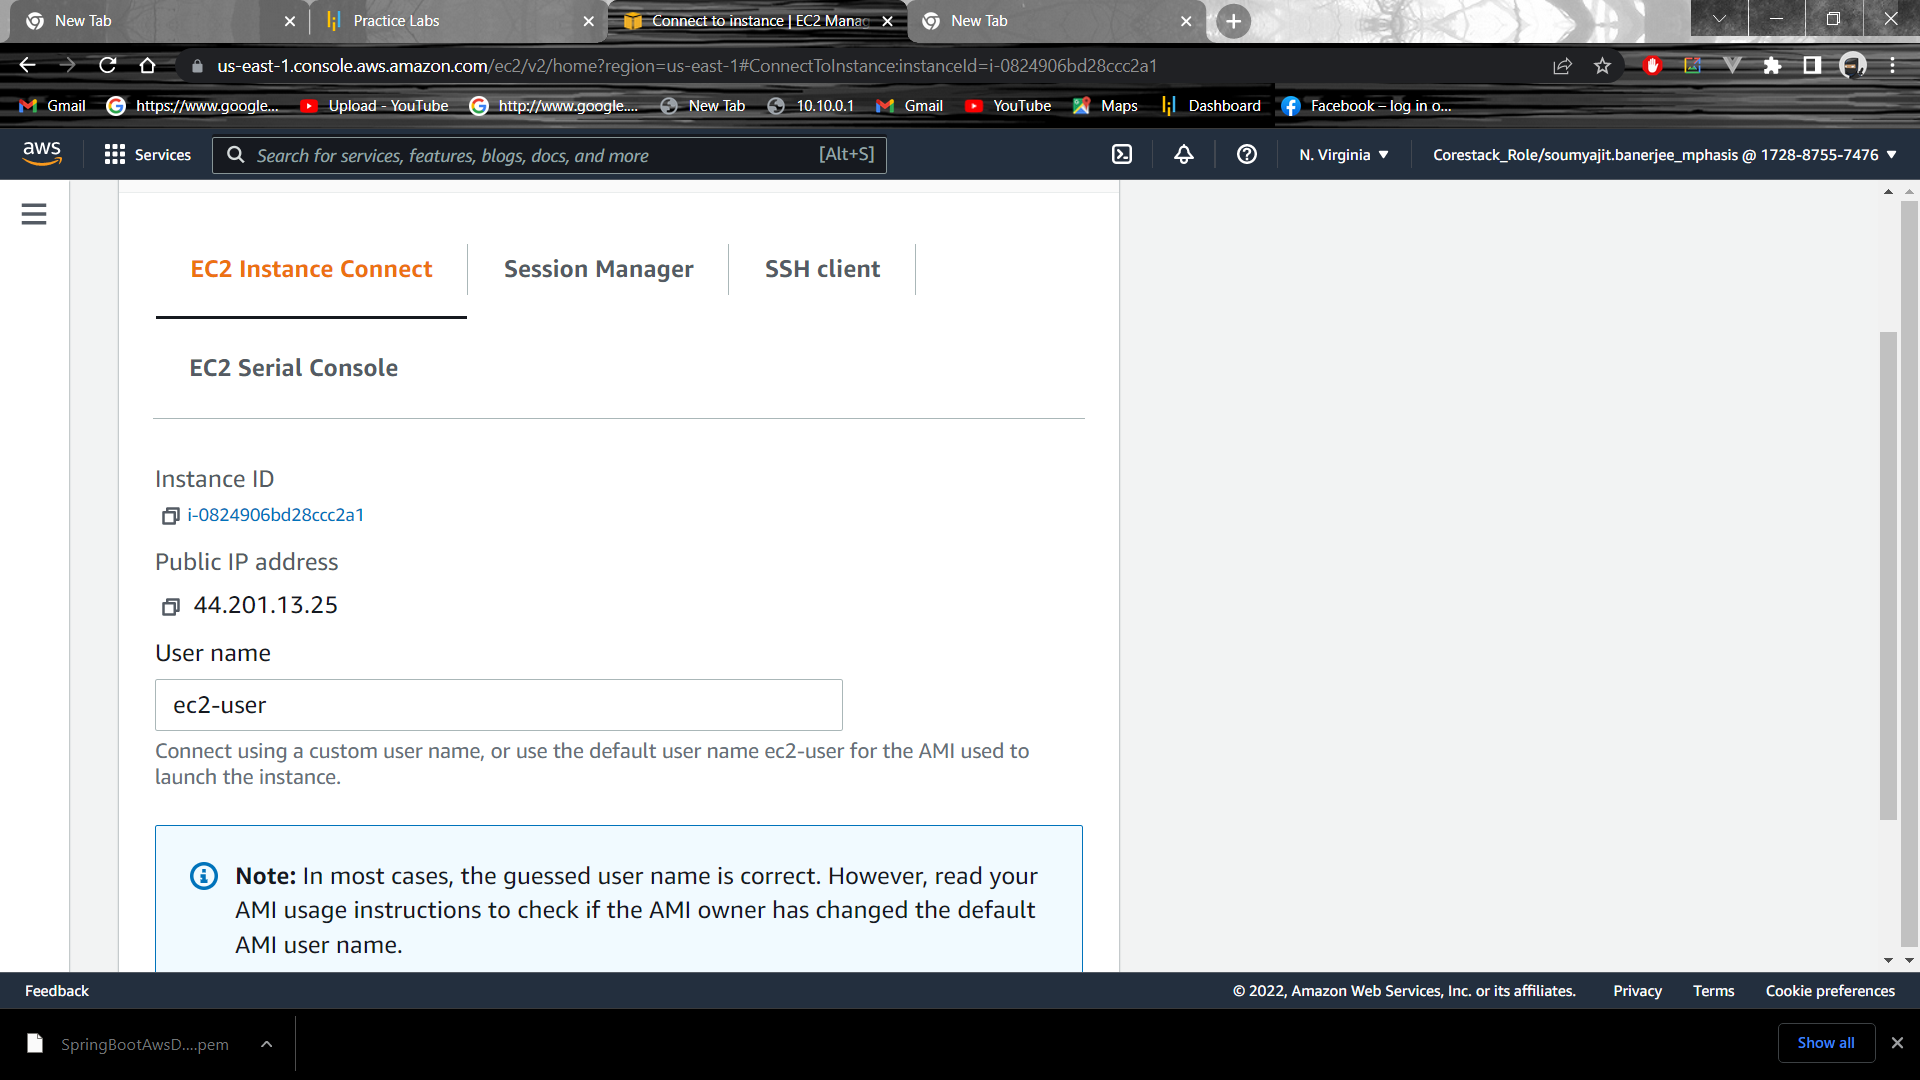 New Tab
Practice Labs
Connect to instance | EC2 Manag
New Tab
us-east-1.console.aws.amazon.com/ec2/v2/home?region=us-east-1#ConnectToInstance:instanceId=i-0824906bd28ccc2a1
Gmail
https://www.google...
Upload - YouTube
http://www.google....
New Tab
10.10.0.1
Gmail
YouTube
Maps
Dashboard
Facebook – log in o...
aws
Services
Search for services, features, blogs, docs, and more
[Alt+S]
N. Virginia
Corestack_Role/soumyajit.banerjee_mphasis @ 1728-8755-7476
EC2 Instance Connect
Session Manager
SSH client
EC2 Serial Console
Instance ID
i-0824906bd28ccc2a1
Public IP address
44.201.13.25
User name
ec2-user
Connect using a custom user name, or use the default user name ec2-user for the AMI used to
launch the instance.
Note: In most cases, the guessed user name is correct. However, read your
AMI usage instructions to check if the AMI owner has changed the default
AMI user name.
Feedback
© 2022, Amazon Web Services, Inc. or its affiliates.
Privacy
Terms
Cookie preferences
SpringBootAwsD....pem
Show all